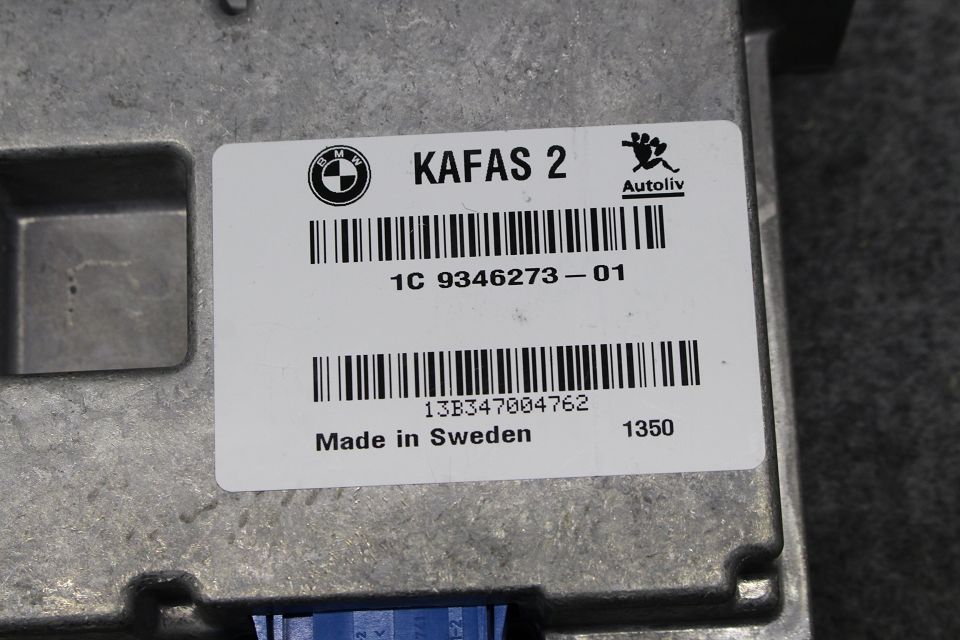 BMW
KAFAS 2
Autoliv
1C 9346273-01
13B347004762
Made in Sweden 1350